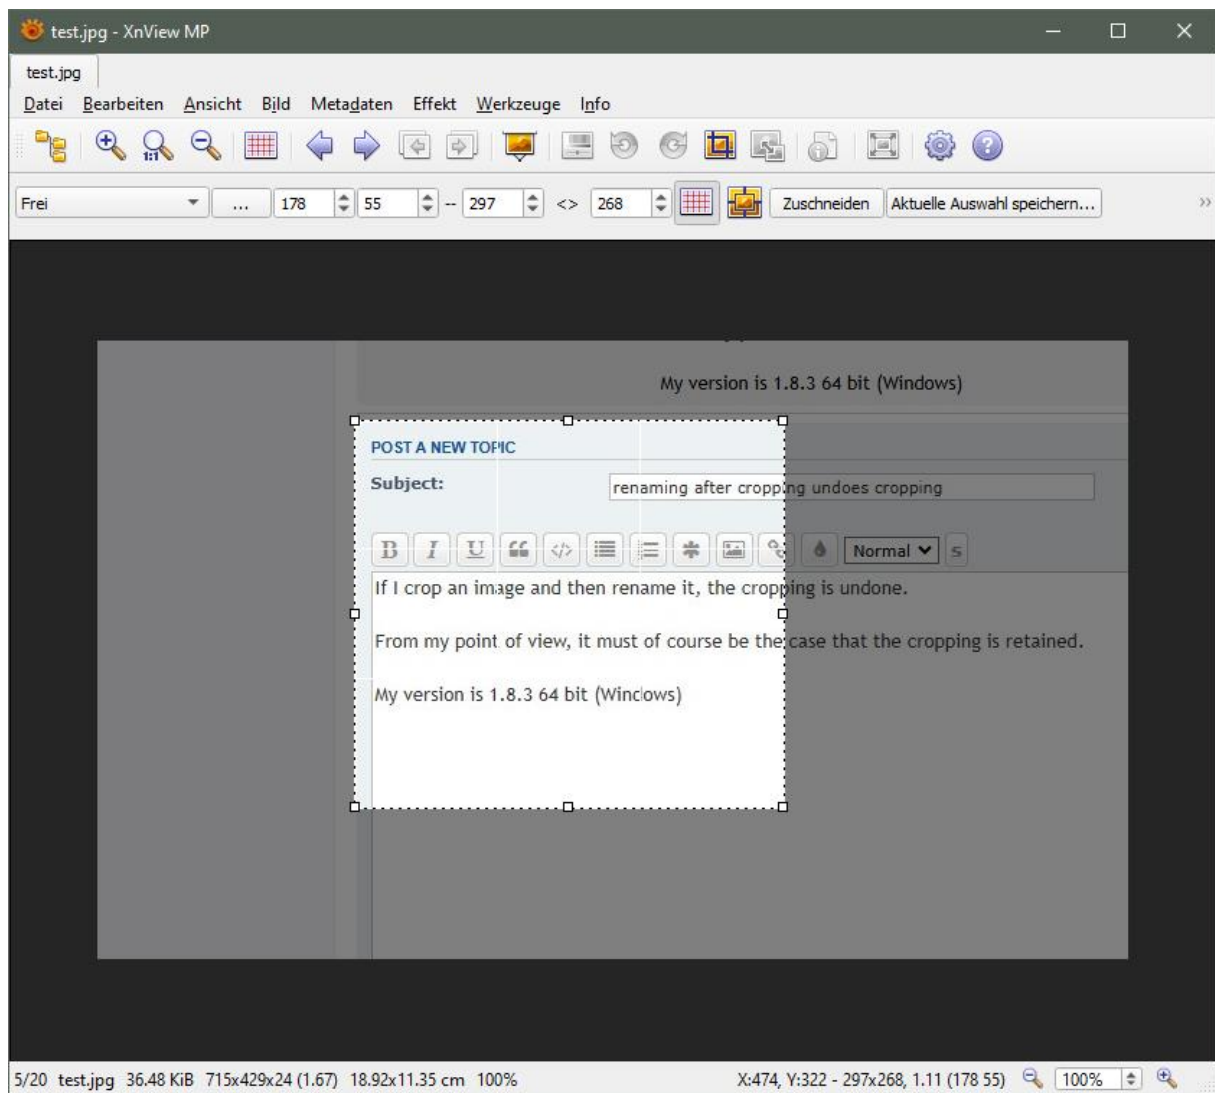 test.jpg - XnView MP
test.jpg
Datei Bearbeiten Ansicht Bild Metadaten Effekt Werkzeuge Info
1:1
Frei ... 178 55 -- 297 <> 268 Zuschneiden Aktuelle Auswahl speichern... »
My version is 1.8.3 64 bit (Windows)
POST A NEW TOPIC
Subject: renaming after cropping undoes cropping
B I U </> Normal S
If I crop an image and then rename it, the cropping is undone.
From my point of view, it must of course be the case that the cropping is retained.
My version is 1.8.3 64 bit (Windows)
5/20 test.jpg 36.48 KiB 715x429x24 (1.67) 18.92x11.35 cm 100% X:474, Y:322 - 297x268, 1.11 (178 55) 100%